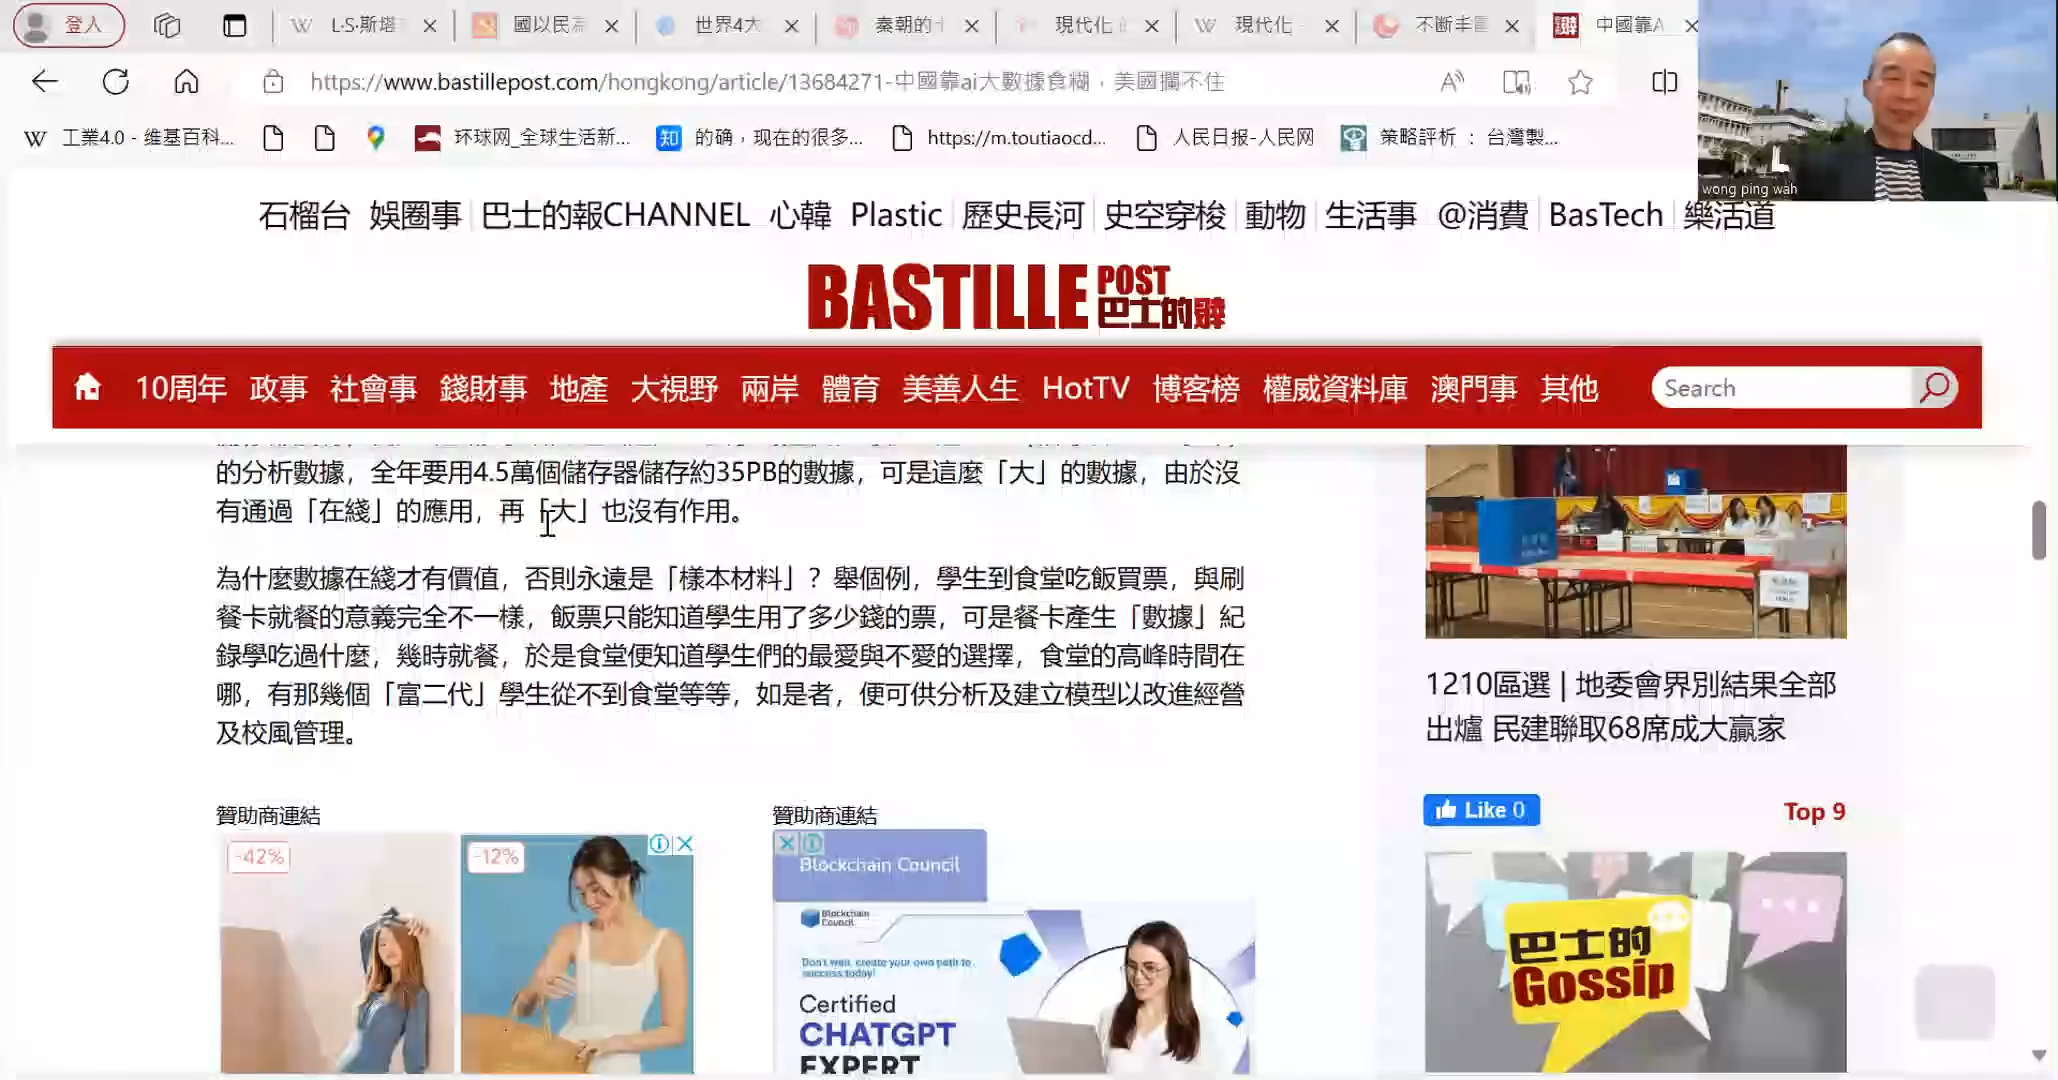 登入
L·S·斯塔
國以民為
世界4大
秦朝的十
現代化
現代化 -
不断丰富
中國靠A
https://www.bastillepost.com/hongkong/article/13684271-中國靠ai大數據食糊，美國攔不住
工業4.0 - 维基百科...
环球网_全球生活新...
知
的确，现在的很多...
https://m.toutiaocd...
人民日报-人民网
策略評析 ： 台灣製...
wong ping wah
石榴台 娛圈事 巴士的報CHANNEL 心韓 Plastic 歷史長河 史空穿梭 動物 生活事 @消費 BasTech 樂活道
BASTILLE POST 巴士的報
10周年 政事 社會事 錢財事 地產 大視野 兩岸 體育 美善人生 HotTV 博客榜 權威資料庫 澳門事 其他 Search
的分析數據，全年要用4.5萬個儲存器儲存約35PB的數據，可是這麼「大」的數據，由於沒
有通過「在綫」的應用，再「大」也沒有作用。
為什麼數據在綫才有價值，否則永遠是「樣本材料」？舉個例，學生到食堂吃飯買票，與刷
餐卡就餐的意義完全不一樣，飯票只能知道學生用了多少錢的票，可是餐卡產生「數據」紀
錄學吃過什麼，幾時就餐，於是食堂便知道學生們的最愛與不愛的選擇，食堂的高峰時間在
哪，有那幾個「富二代」學生從不到食堂等等，如是者，便可供分析及建立模型以改進經營
及校風管理。
贊助商連結
-42%
-12%
贊助商連結
Blockchain Council
Blockchain
Council
Don't wait, create your own path to
success today!
Certified
CHATGPT
EXPERT
1210區選 | 地委會界別結果全部
出爐 民建聯取68席成大贏家
Like 0
Top 9
巴士的
Gossip